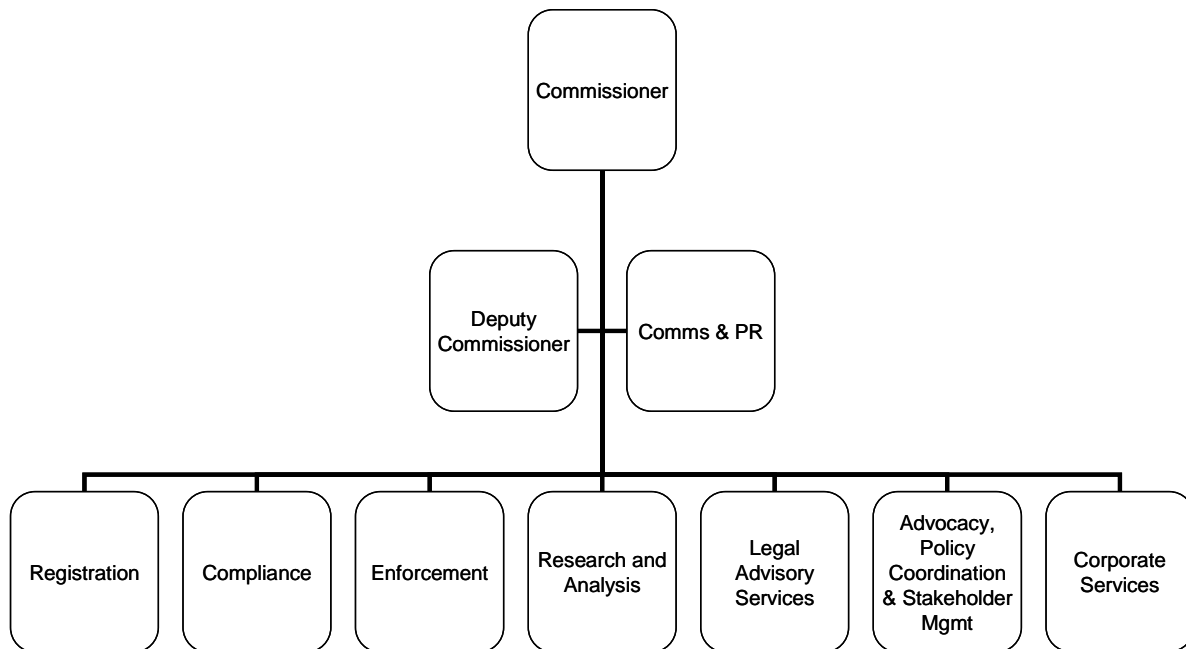 Commissioner
Deputy
Commissioner
Comms & PR
Registration
Compliance
Enforcement
Research and
Analysis
Legal
Advisory
Services
Advocacy,
Policy
Coordination
& Stakeholder
Mgmt
Corporate
Services